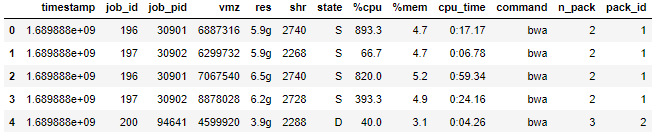 timestamp job_id job_pid vmz res shr state %cpu %mem cpu_time command n_pack pack_id
0 1.689888e+09 196 30901 6887316 5.9g 2740 S 893.3 4.7 0:17.17 bwa 2 1
1 1.689888e+09 197 30902 6299732 5.9g 2268 S 66.7 4.7 0:06.78 bwa 2 1
2 1.689888e+09 196 30901 7067540 6.5g 2740 S 820.0 5.2 0:59.34 bwa 2 1
3 1.689888e+09 197 30902 8878028 6.2g 2728 S 393.3 4.9 0:24.16 bwa 2 1
4 1.689888e+09 200 94641 4599920 3.9g 2288 D 40.0 3.1 0:04.26 bwa 3 2